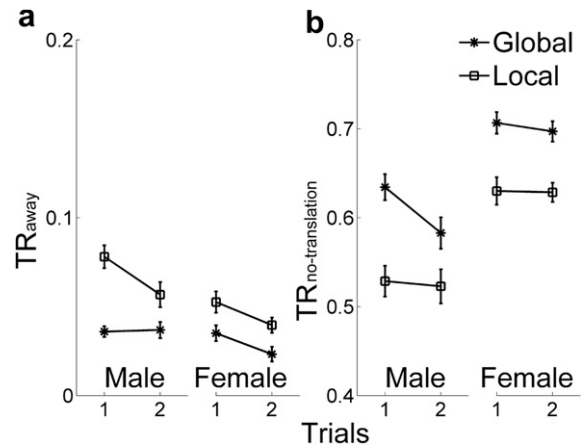 a
0.2
0.1
0
TRaway
Male
Female
1 2 1 2
b
Global
Local
0.8
0.7
0.6
0.5
0.4
TRno-translation
Male
Female
1 2 1 2
Trials